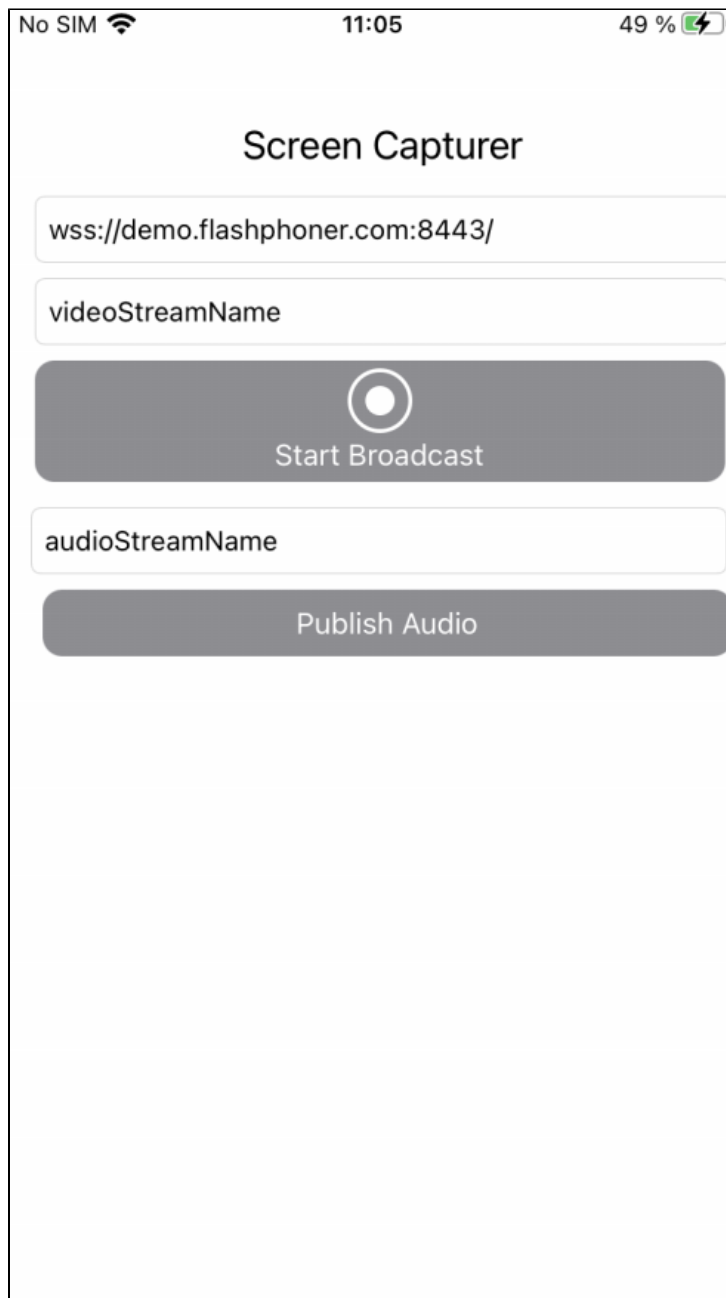 No SIM 11:05 49 %
Screen Capturer
wss://demo.flashphoner.com:8443/
videoStreamName
Start Broadcast
audioStreamName
Publish Audio